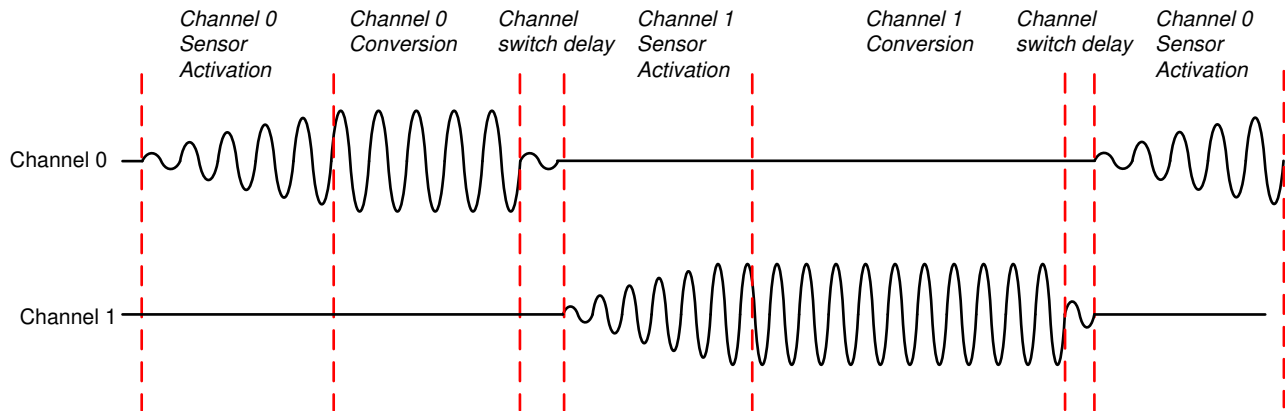 Channel 0
Sensor
Activation
Channel 0
Conversion
Channel
switch delay
Channel 1
Sensor
Activation
Channel 1
Conversion
Channel
switch delay
Channel 0
Sensor
Activation
Channel 0
Channel 1